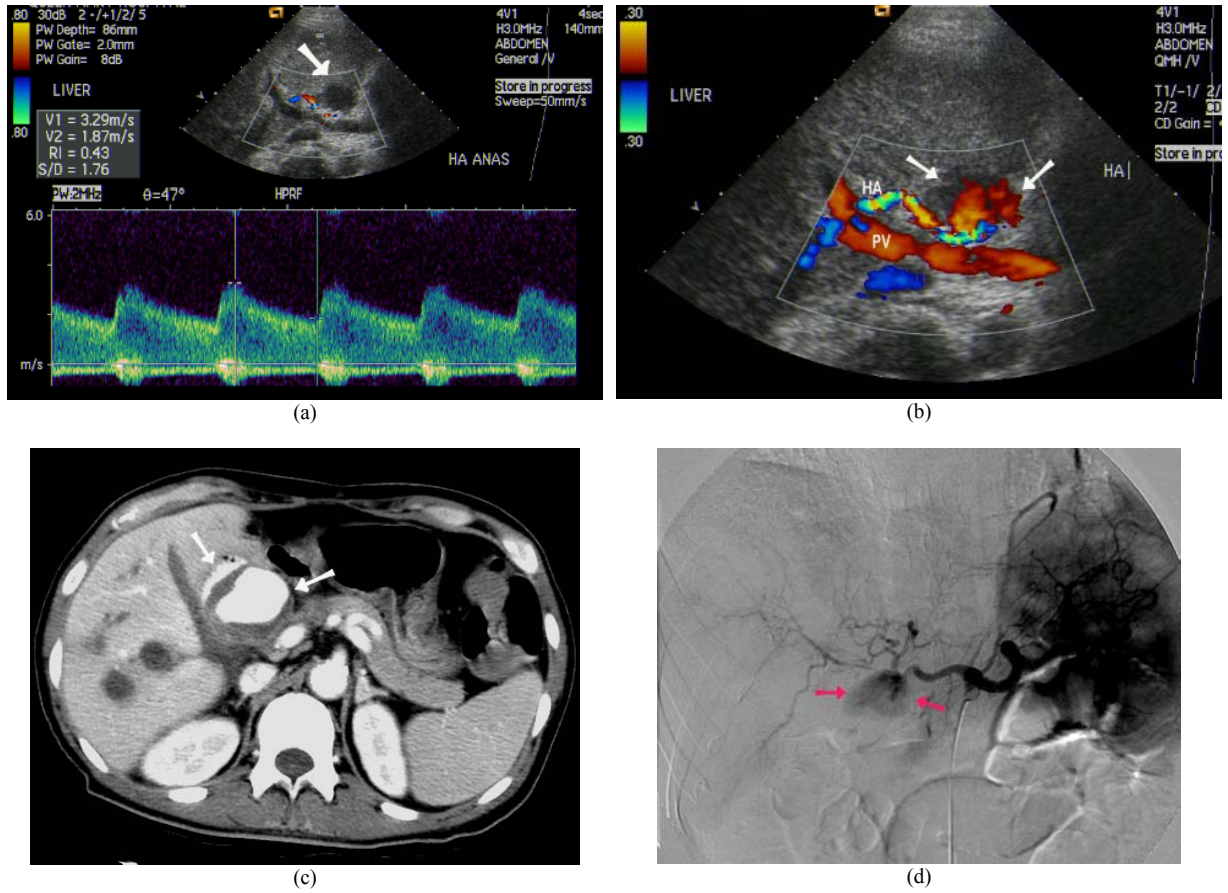 .80
30dB 2 -/+1/2/ 5
PW Depth= 86mm
PW Gate= 2.0mm
PW Gain= 8dB
.80
LIVER
V1 = 3.29m/s
V2 = 1.87m/s
RI = 0.43
S/D = 1.76
4V1 4sec
H3.0MHz 140mm
ABDOMEN
General /V
Store in progress
Sweep=50mm/s
HA ANAS
PW:2MHz θ=47° HPRF
6.0
m/s
(a)
.30
.30
LIVER
HA
PV
4V1
H3.0MHz
ABDOMEN
QMH /V
T1/-1/ 2/
2/2 CD
CD Gain =
Store in pro
HA
(b)
(c)
(d)